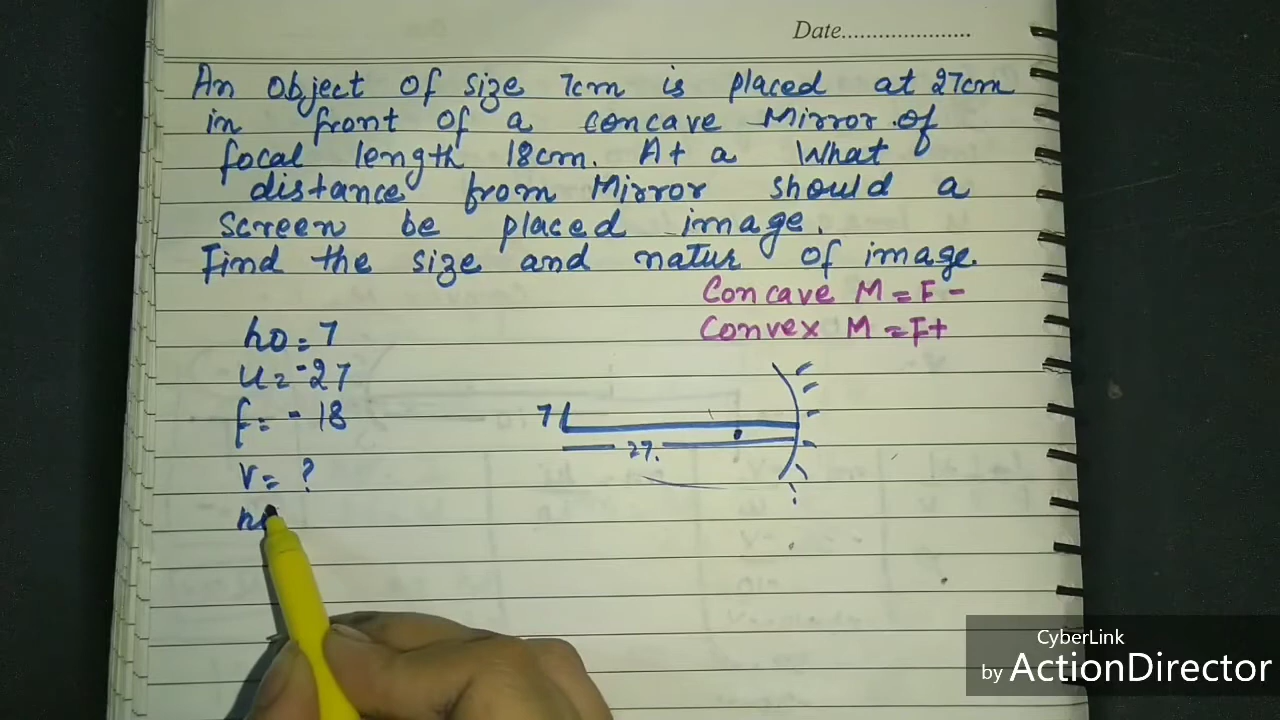 Date.....................
An object of size 7cm is placed at 27cm
in front of a concave Mirror of
focal length 18cm. At a What
distance from Mirror should a
screen be placed image.
Find the size and natur of image.
Concave M = F -
Convex M = F+
ho = 7
u = -27
f = - 18
v = ?
7
27.
CyberLink
by ActionDirector